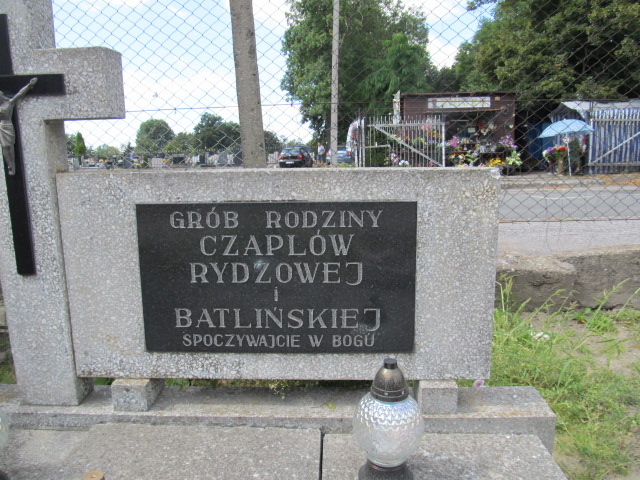 GRÓB RODZINY
CZAPLÓW
RYDZOWEJ
i
BATLIŃSKIEJ
SPOCZYWAJCIE W BOGU